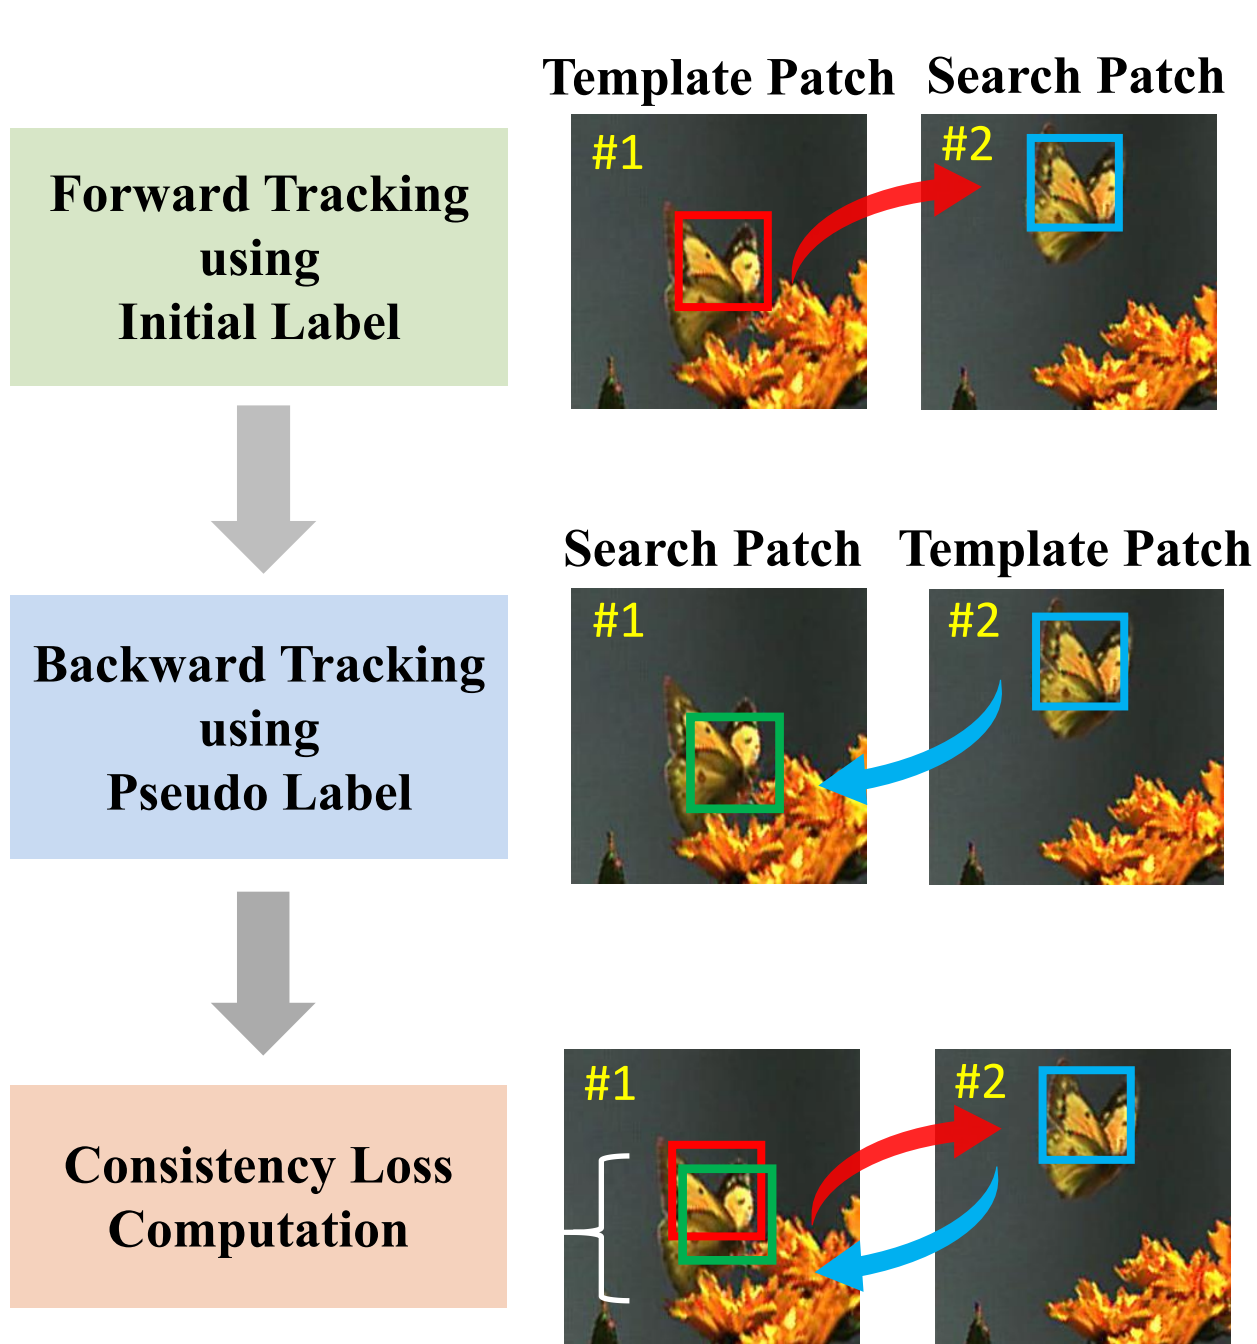 Template Patch
Search Patch
Forward Tracking
using
Initial Label
#1
#2
Search Patch
Template Patch
Backward Tracking
using
Pseudo Label
#1
#2
Consistency Loss
Computation
#1
#2